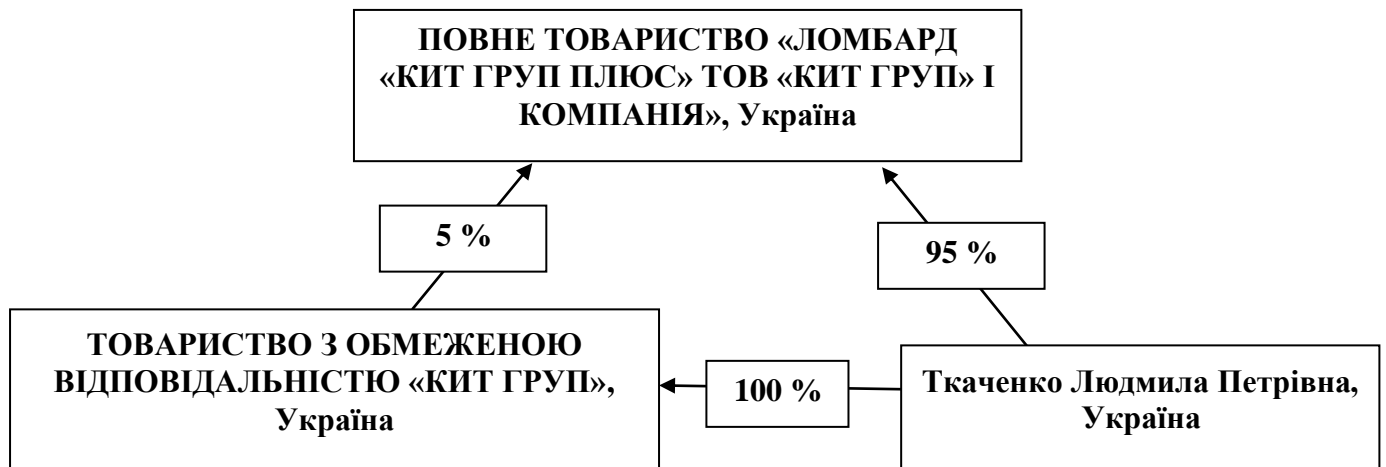 ПОВНЕ ТОВАРИСТВО «ЛОМБАРД
«КИТ ГРУП ПЛЮС» ТОВ «КИТ ГРУП» І
КОМПАНІЯ», Україна
5 %
95 %
ТОВАРИСТВО З ОБМЕЖЕНОЮ
ВІДПОВІДАЛЬНІСТЮ «КИТ ГРУП»,
Україна
100 %
Ткаченко Людмила Петрівна,
Україна